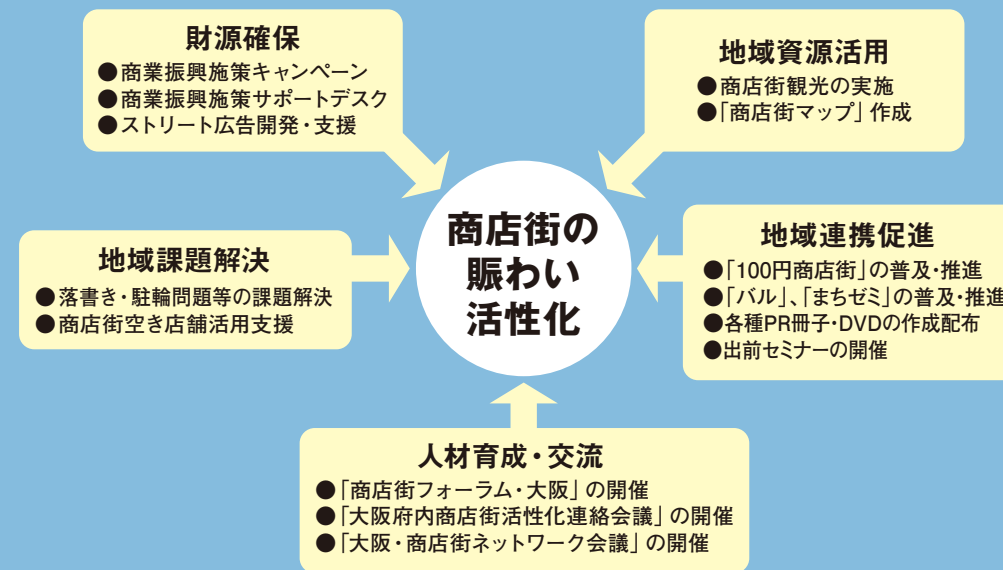 財源確保
●商業振興施策キャンペーン
●商業振興施策サポートデスク
●ストリート広告開発・支援
地域資源活用
●商店街観光の実施
●「商店街マップ」作成
商店街の
賑わい
活性化
地域課題解決
●落書き・駐輪問題等の課題解決
●商店街空き店舗活用支援
地域連携促進
●「100円商店街」の普及・推進
●「バル」、「まちゼミ」の普及・推進
●各種PR冊子・DVDの作成配布
●出前セミナーの開催
人材育成・交流
●「商店街フォーラム・大阪」の開催
●「大阪府内商店街活性化連絡会議」の開催
●「大阪・商店街ネットワーク会議」の開催